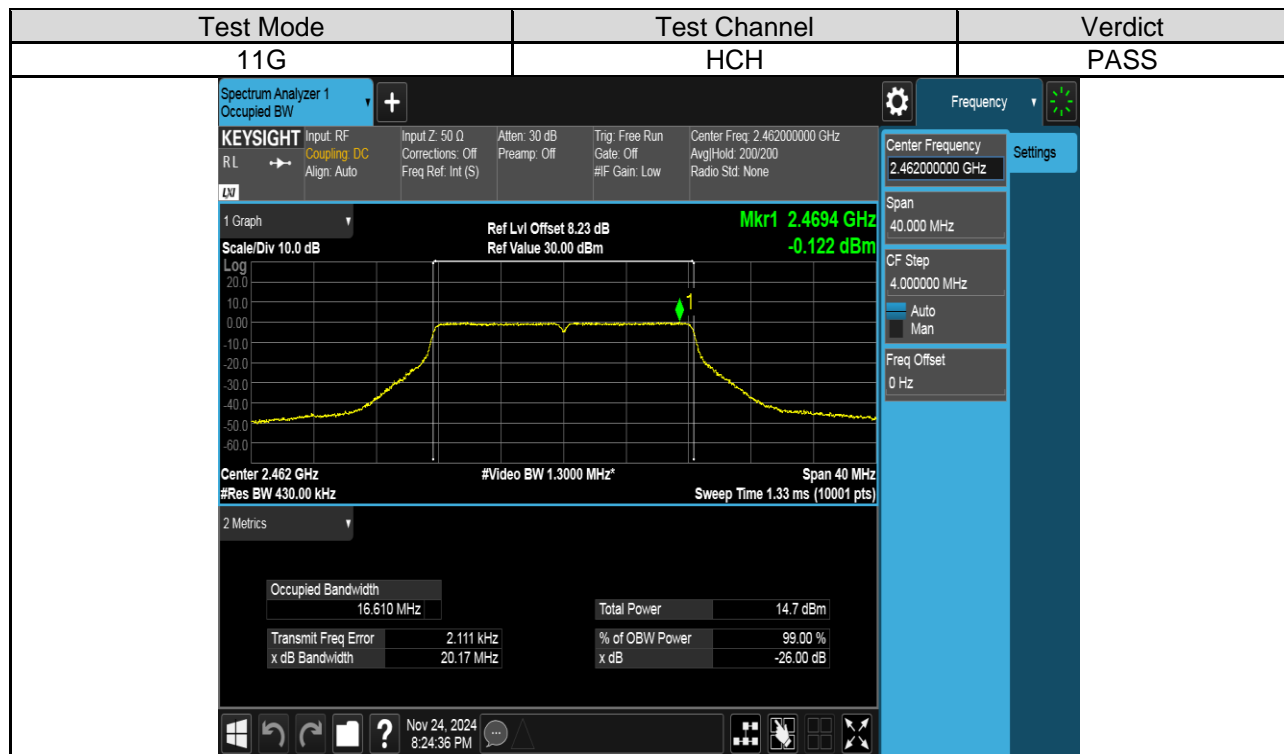 Test Mode Test Channel Verdict
11G HCH PASS
Spectrum Analyzer 1
Occupied BW
+
Frequency
KEYSIGHT Input: RF Input Z: 50 Ω Atten: 30 dB Trig: Free Run Center Freq: 2.462000000 GHz
R L Coupling: DC Corrections: Off Preamp: Off Gate: Off Avg|Hold: 200/200
Align: Auto Freq Ref: Int (S) #IF Gain: Low Radio Std: None
LXI
Center Frequency
2.462000000 GHz
Settings
Span
40.000 MHz
CF Step
4.000000 MHz
Auto
Man
Freq Offset
0 Hz
1 Graph
Ref Lvl Offset 8.23 dB
Mkr1 2.4694 GHz
Scale/Div 10.0 dB
Ref Value 30.00 dBm
-0.122 dBm
Log
20.0
10.0
0.00
-10.0
-20.0
-30.0
-40.0
-50.0
-60.0
1
Center 2.462 GHz #Video BW 1.3000 MHz* Span 40 MHz
#Res BW 430.00 kHz Sweep Time 1.33 ms (10001 pts)
2 Metrics
Occupied Bandwidth
16.610 MHz
Total Power 14.7 dBm
Transmit Freq Error 2.111 kHz % of OBW Power 99.00 %
x dB Bandwidth 20.17 MHz x dB -26.00 dB
? Nov 24, 2024
8:24:36 PM